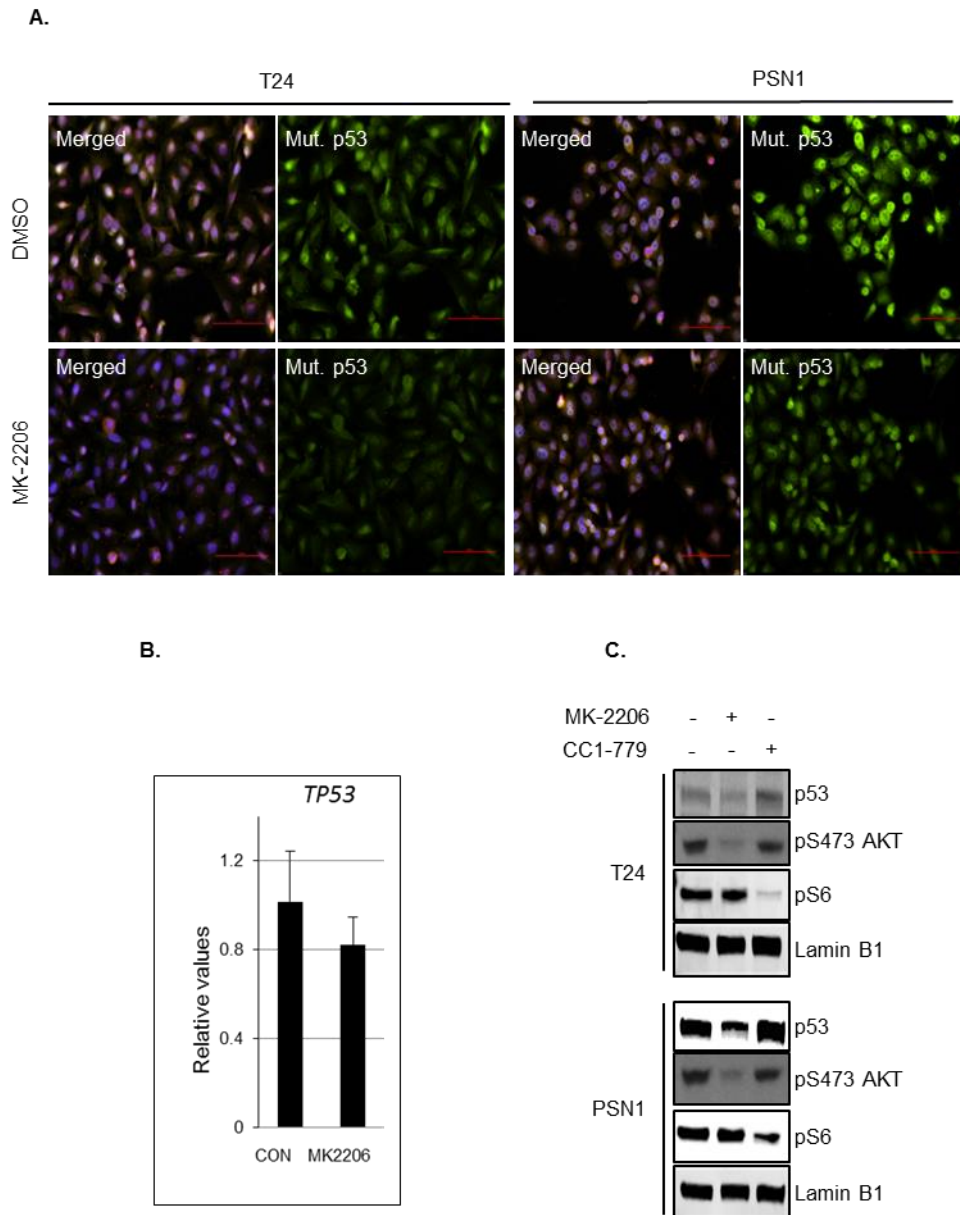 A.
T24
PSN1
Merged
Mut. p53
Merged
Mut. p53
DMSO
Merged
Mut. p53
Merged
Mut. p53
MK-2206
B.
C.
TP53
Relative values
1.2
0.8
0.4
0
CON MK2206
MK-2206 - + -
CC1-779 - - +
T24
p53
pS473 AKT
pS6
Lamin B1
PSN1
p53
pS473 AKT
pS6
Lamin B1